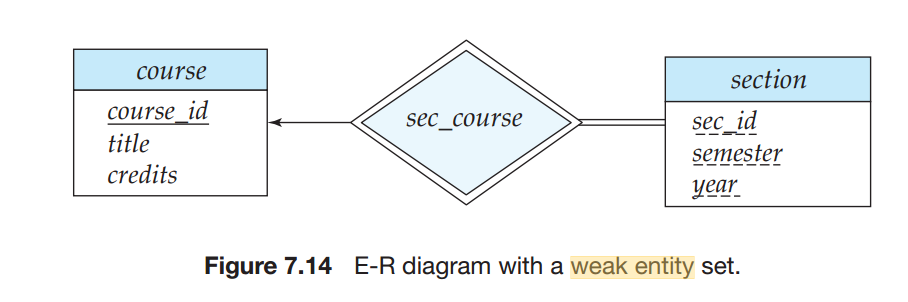 course
course_id
title
credits
sec_course
section
sec_id
semester
year
Figure 7.14 E-R diagram with a weak entity set.